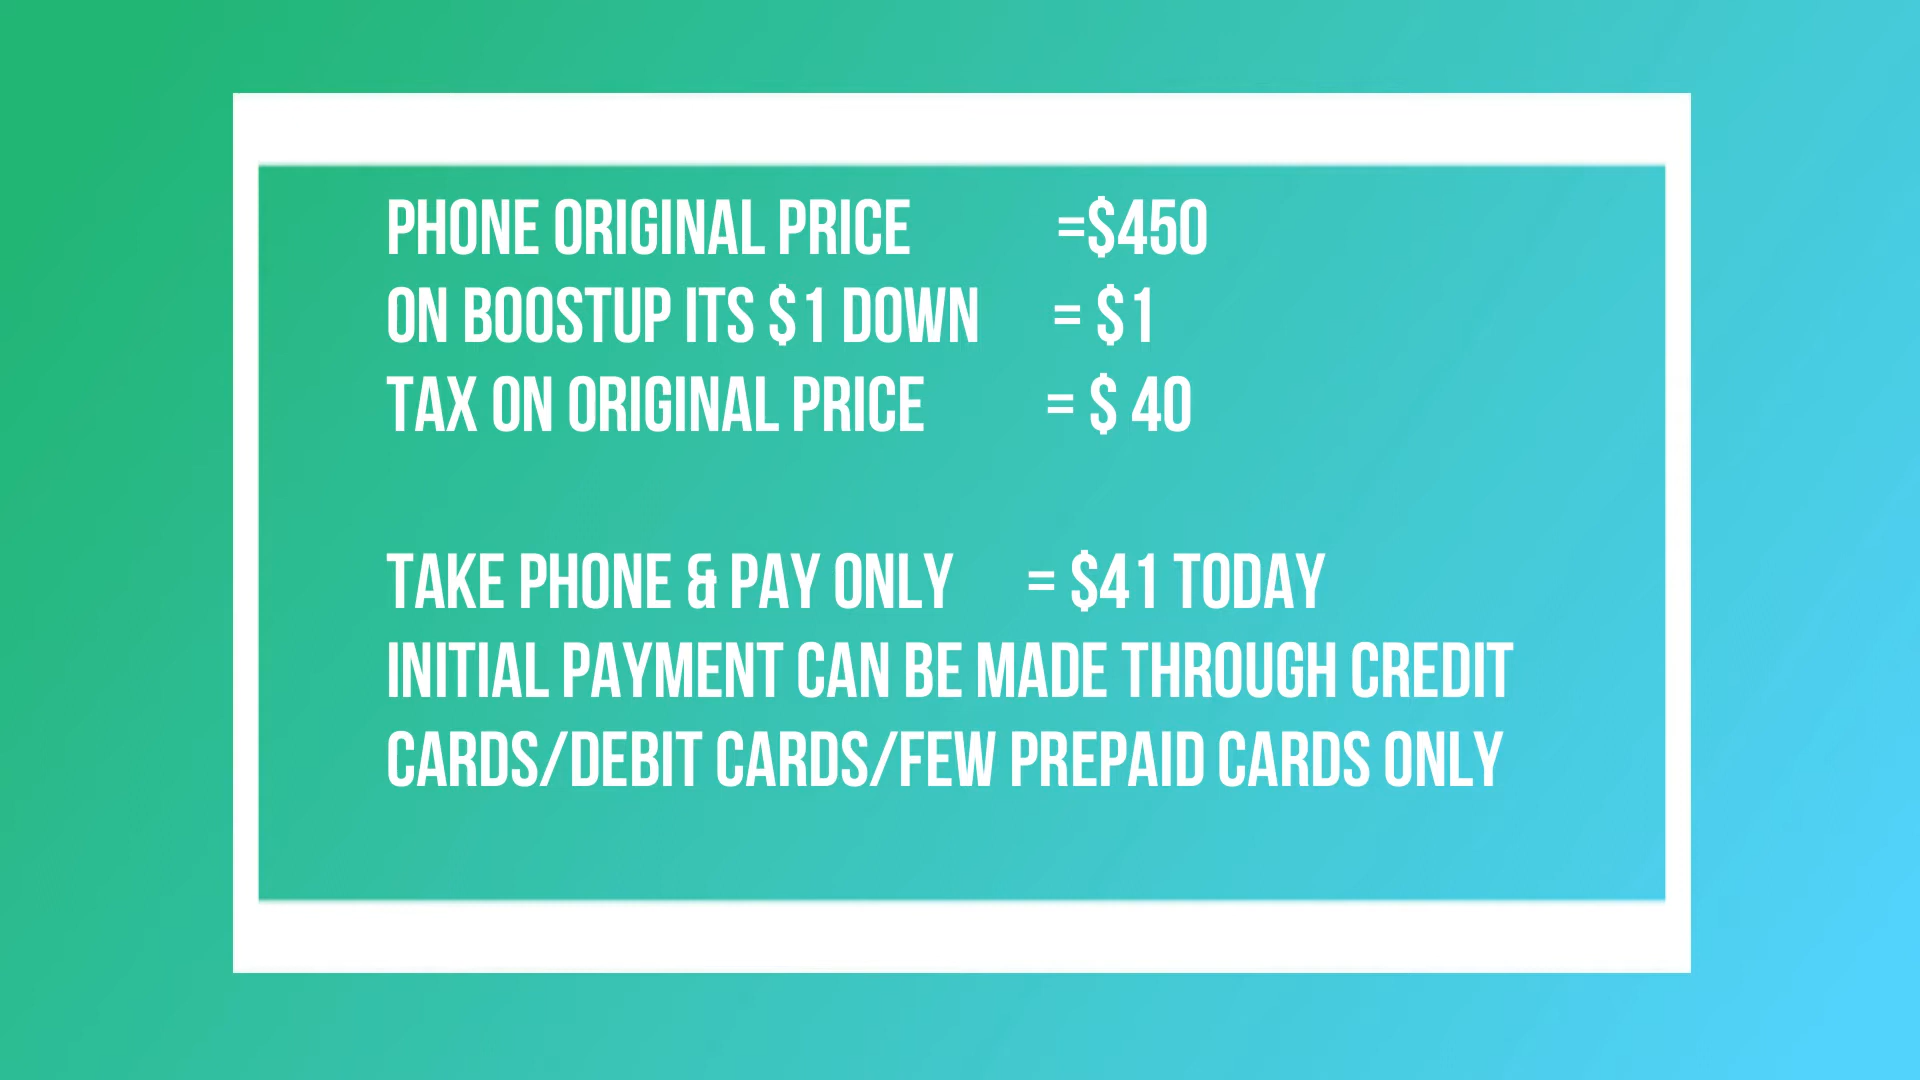 PHONE ORIGINAL PRICE =$450
ON BOOSTUP ITS $1 DOWN = $1
TAX ON ORIGINAL PRICE = $ 40
TAKE PHONE & PAY ONLY = $41 TODAY
INITIAL PAYMENT CAN BE MADE THROUGH CREDIT
CARDS/DEBIT CARDS/FEW PREPAID CARDS ONLY